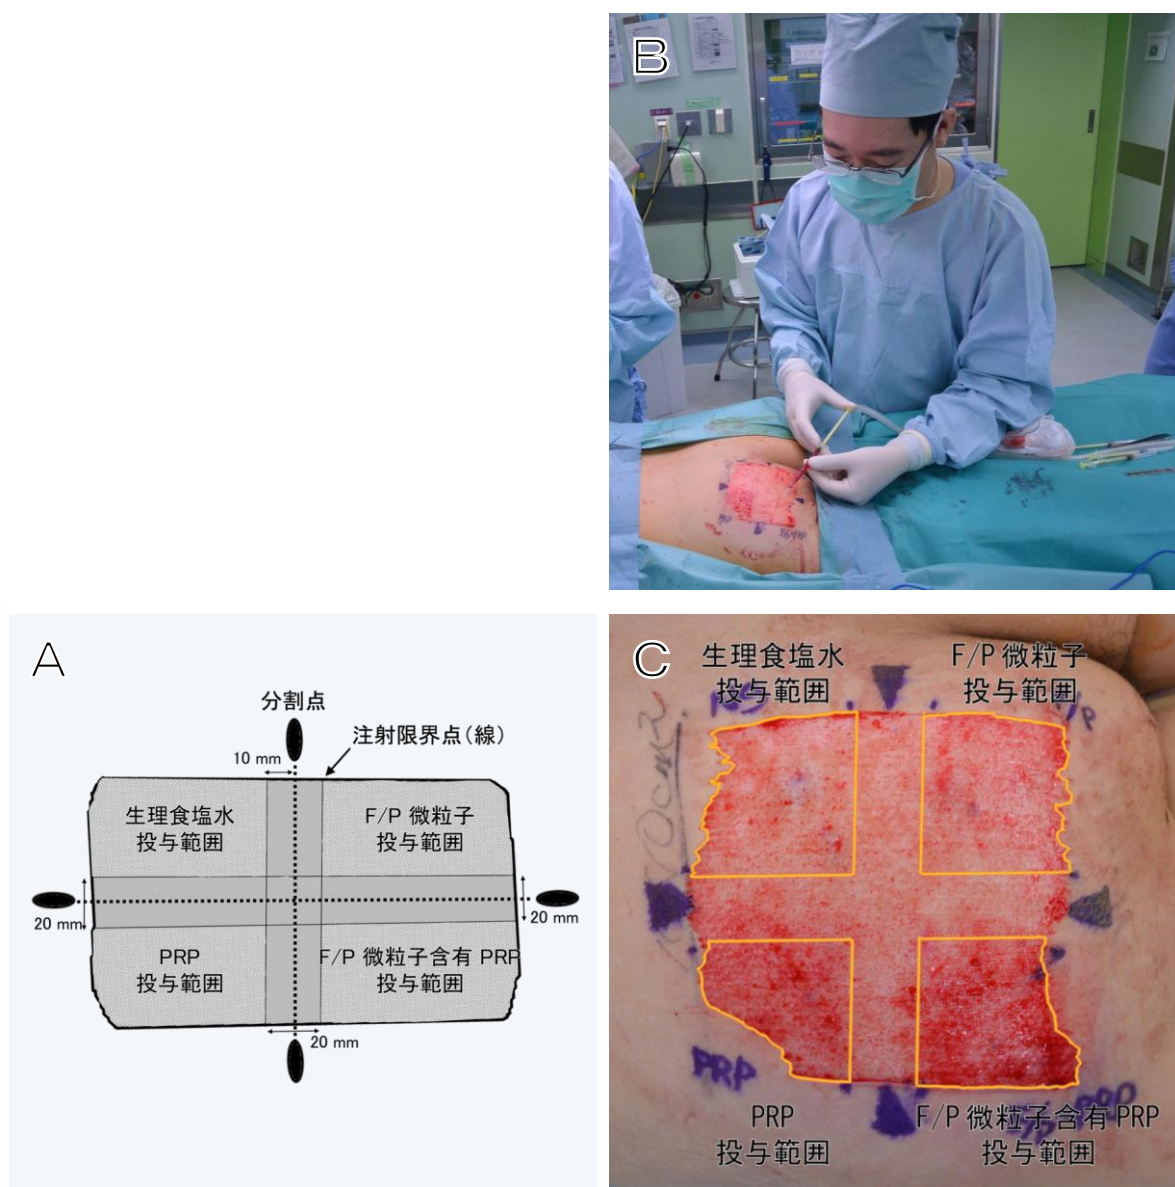 B
A
分割点
注射限界点（線）
10 mm
生理食塩水
投与範囲
F/P 微粒子
投与範囲
20 mm
20 mm
PRP
投与範囲
F/P 微粒子含有 PRP
投与範囲
20 mm
C
生理食塩水
投与範囲
F/P 微粒子
投与範囲
NS
PRP
PRP
投与範囲
F/P 微粒子含有 PRP
投与範囲